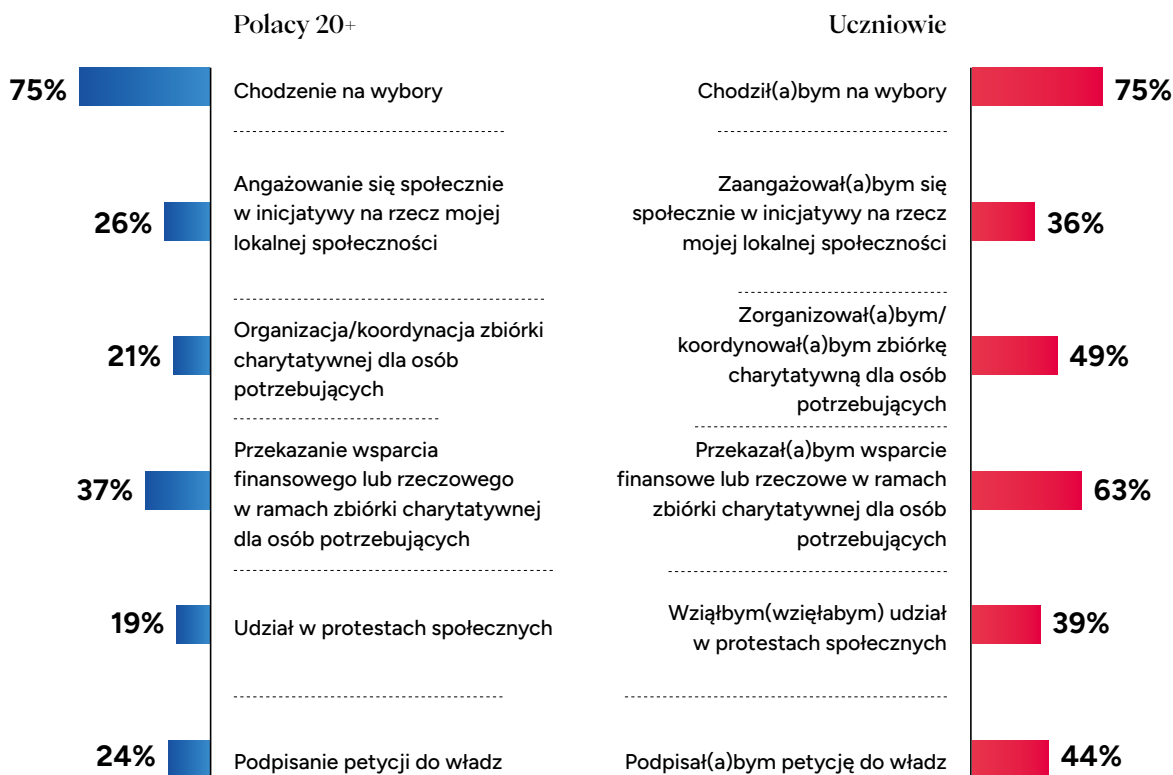 Polacy 20+
Uczniowie
75%
Chodzenie na wybory
Chodził(a)bym na wybory
75%
26%
Angażowanie się społecznie
w inicjatywy na rzecz mojej
lokalnej społeczności
Zaangażował(a)bym się
społecznie w inicjatywy na rzecz
mojej lokalnej społeczności
36%
21%
Organizacja/koordynacja zbiórki
charytatywnej dla osób
potrzebujących
Zorganizował(a)bym/
koordynował(a)bym zbiórkę
charytatywną dla osób
potrzebujących
49%
37%
Przekazanie wsparcia
finansowego lub rzeczowego
w ramach zbiórki charytatywnej
dla osób potrzebujących
Przekazał(a)bym wsparcie
finansowe lub rzeczowe w ramach
zbiórki charytatywnej dla osób
potrzebujących
63%
19%
Udział w protestach społecznych
Wziąłbym(wzięłabym) udział
w protestach społecznych
39%
24%
Podpisanie petycji do władz
Podpisał(a)bym petycję do władz
44%